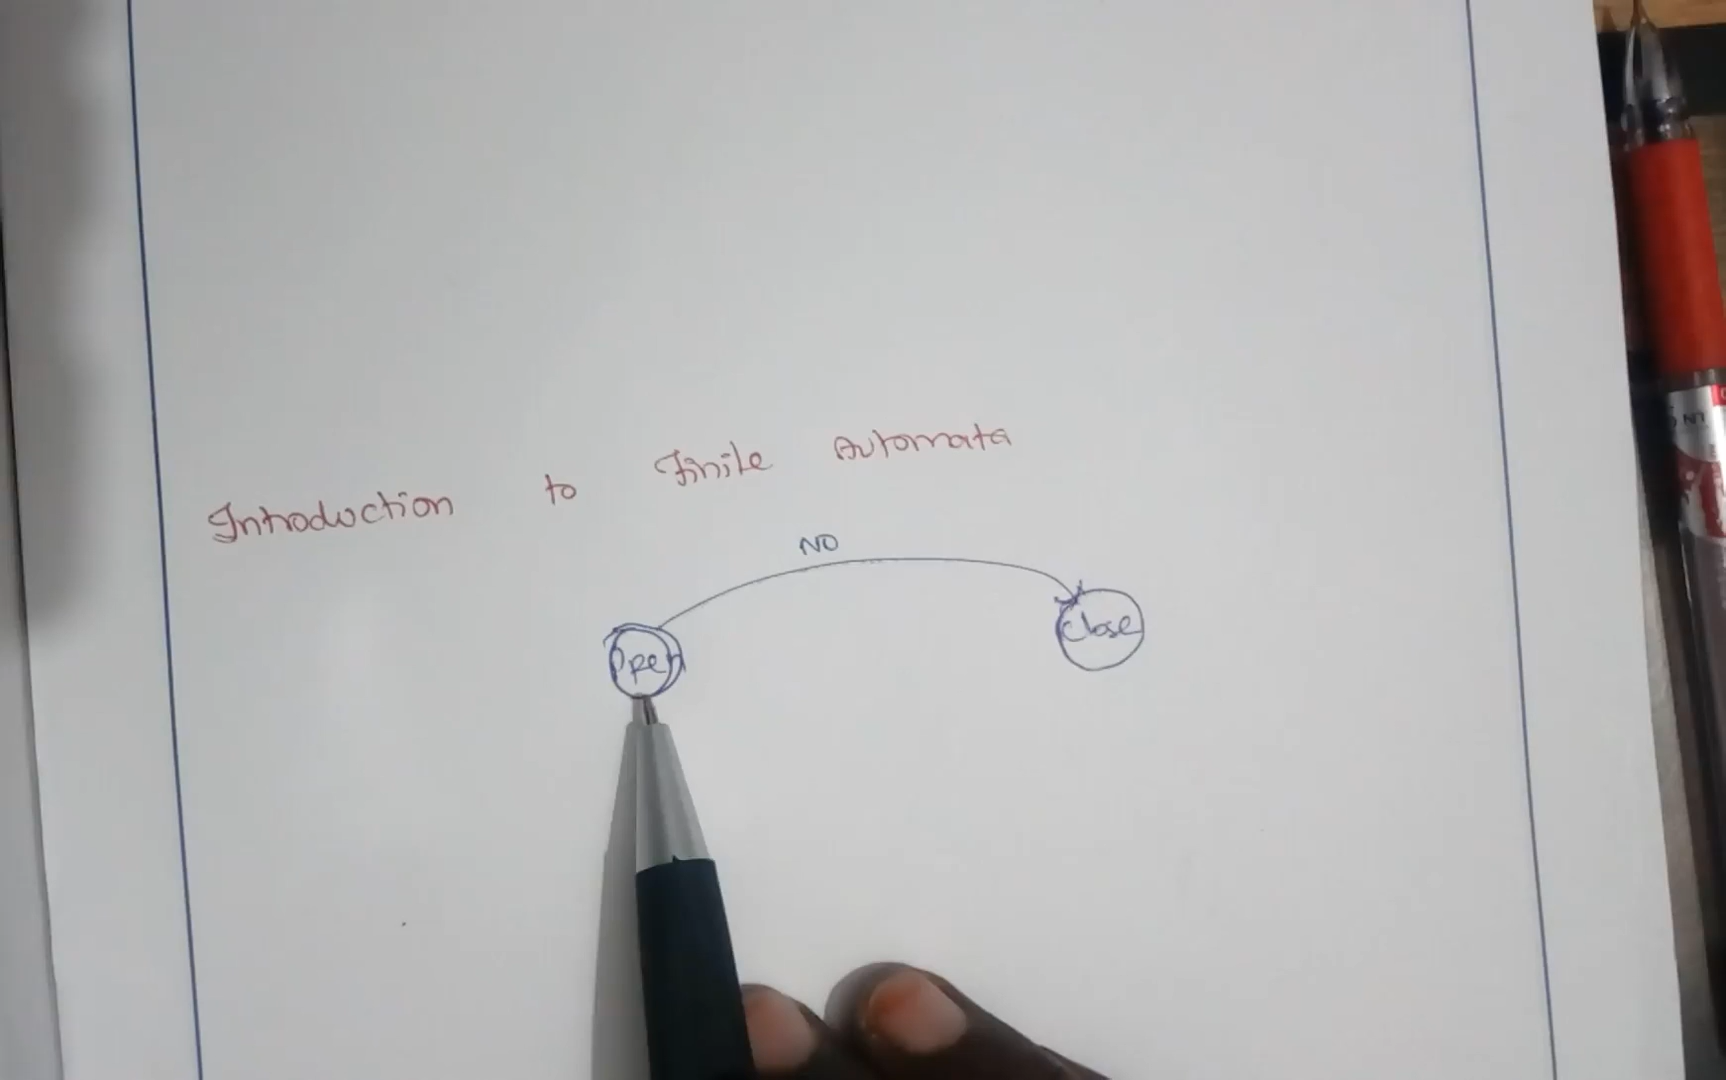 Introduction to Finite Automata
NO
Open
Close